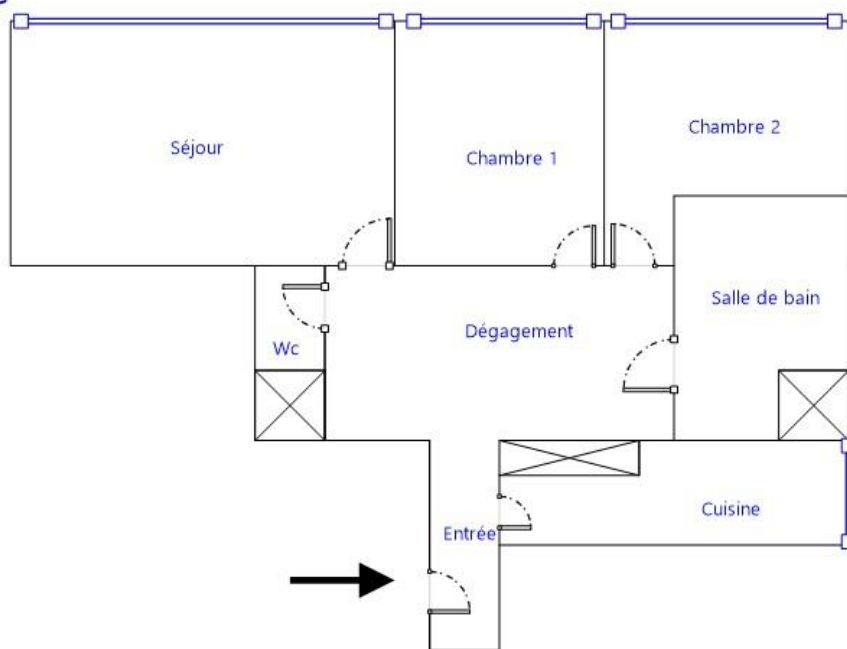 Séjour
Chambre 1
Chambre 2
Salle de bain
Dégagement
Wc
Cuisine
Entrée